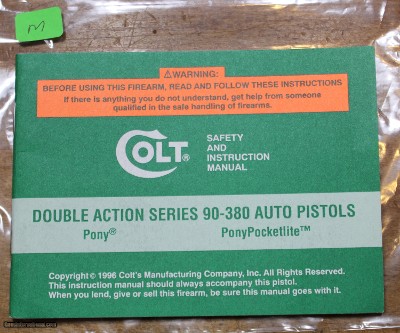 M
⚠WARNING:
BEFORE USING THIS FIREARM, READ AND FOLLOW THESE INSTRUCTIONS
If there is anything you do not understand, get help from someone
qualified in the safe handling of firearms.
COLT®
SAFETY
AND
INSTRUCTION
MANUAL
DOUBLE ACTION SERIES 90-380 AUTO PISTOLS
Pony® PonyPocketlite™
Copyright © 1996 Colt's Manufacturing Company, Inc. All Rights Reserved.
This instruction manual should always accompany this pistol.
When you lend, give or sell this firearm, be sure this manual goes with it.